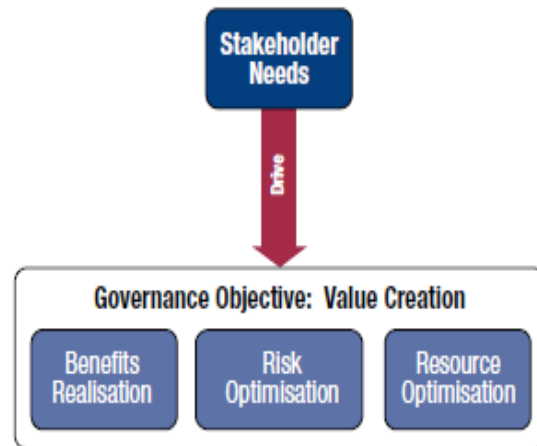 Stakeholder
Needs
Drive
Governance Objective: Value Creation
Benefits
Realisation
Risk
Optimisation
Resource
Optimisation